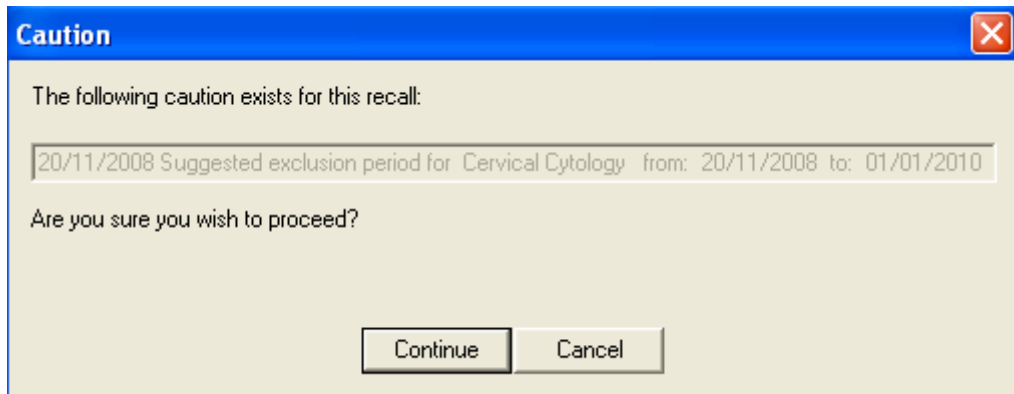 Caution
The following caution exists for this recall:
20/11/2008 Suggested exclusion period for Cervical Cytology from: 20/11/2008 to: 01/01/2010
Are you sure you wish to proceed?
Continue Cancel